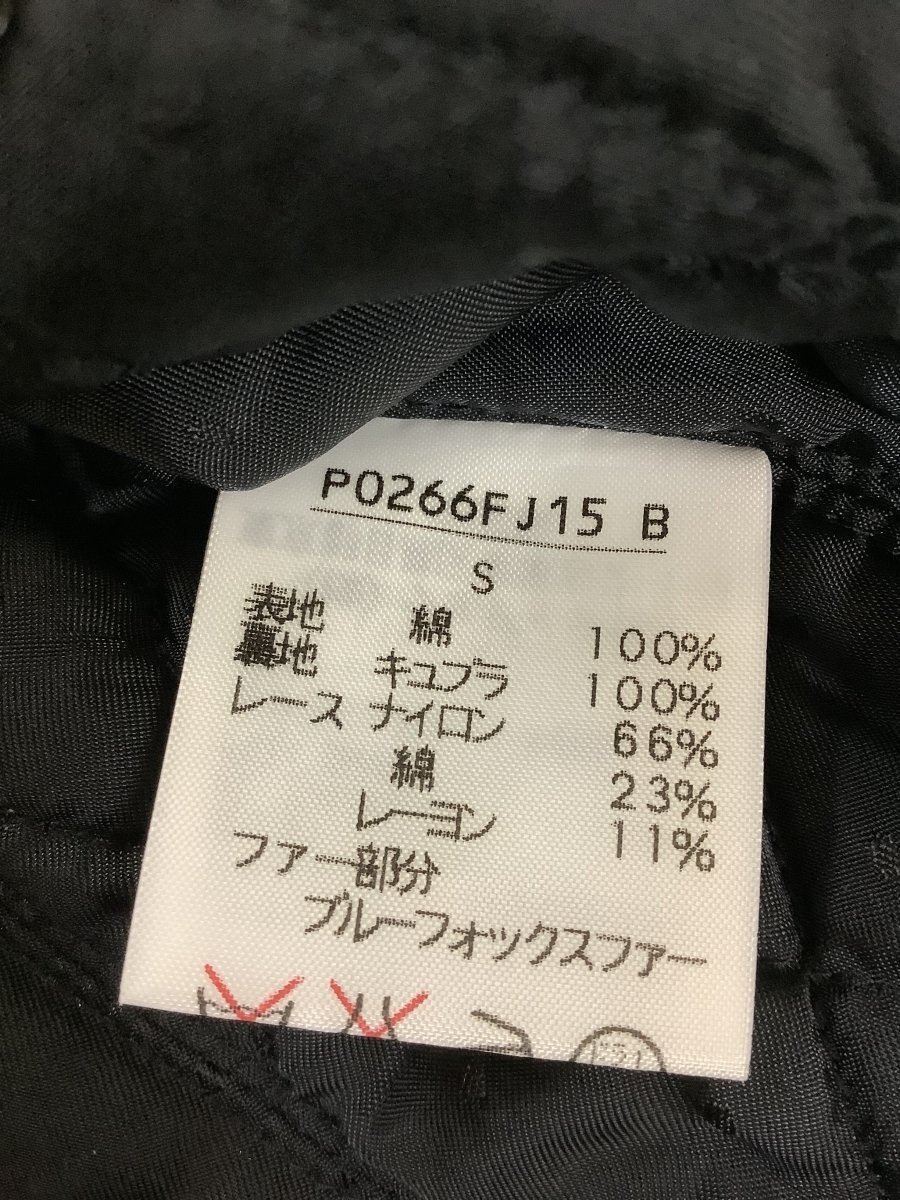 P0266FJ15 B
S
表地 綿 100%
裏地 キュプラ 100%
レース ナイロン 66%
綿 23%
レーヨン 11%
ファー部分
ブルーフォックスファー